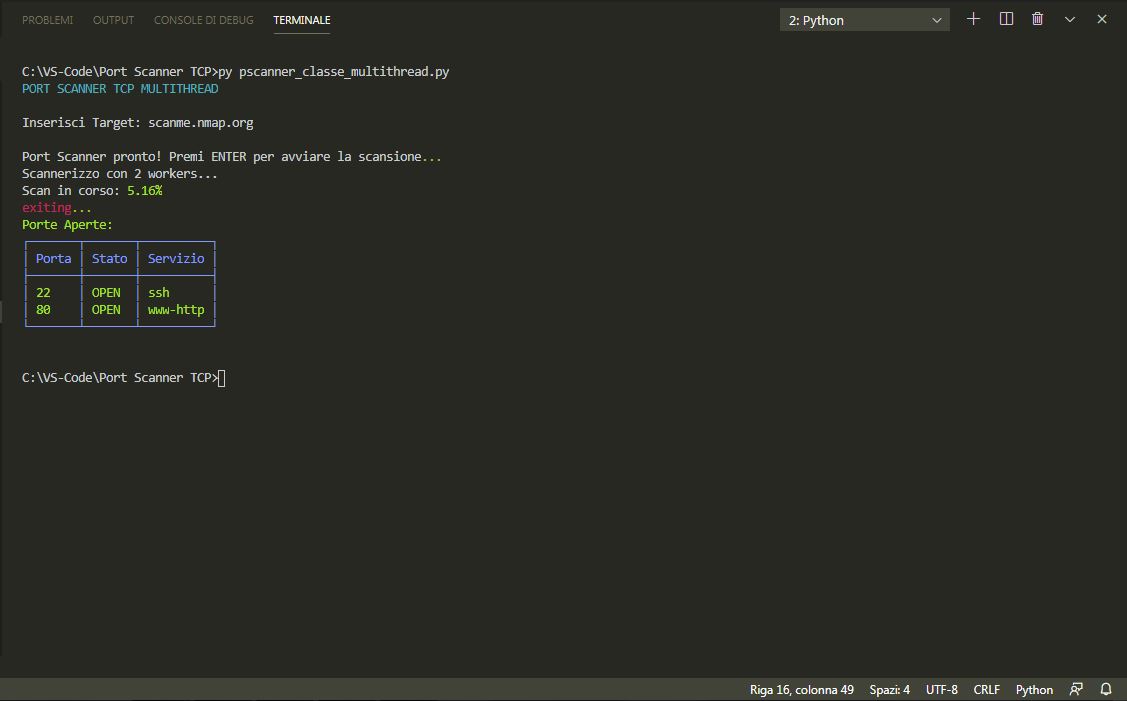 PROBLEMI OUTPUT CONSOLE DI DEBUG TERMINALE 2: Python
C:\VS-Code\Port Scanner TCP>py pscanner_classe_multithread.py
PORT SCANNER TCP MULTITHREAD
Inserisci Target: scanme.nmap.org
Port Scanner pronto! Premi ENTER per avviare la scansione...
Scannerizzo con 2 workers...
Scan in corso: 5.16%
exiting...
Porte Aperte:
Porta Stato Servizio
22 OPEN ssh
80 OPEN www-http
C:\VS-Code\Port Scanner TCP>
Riga 16, colonna 49 Spazi: 4 UTF-8 CRLF Python